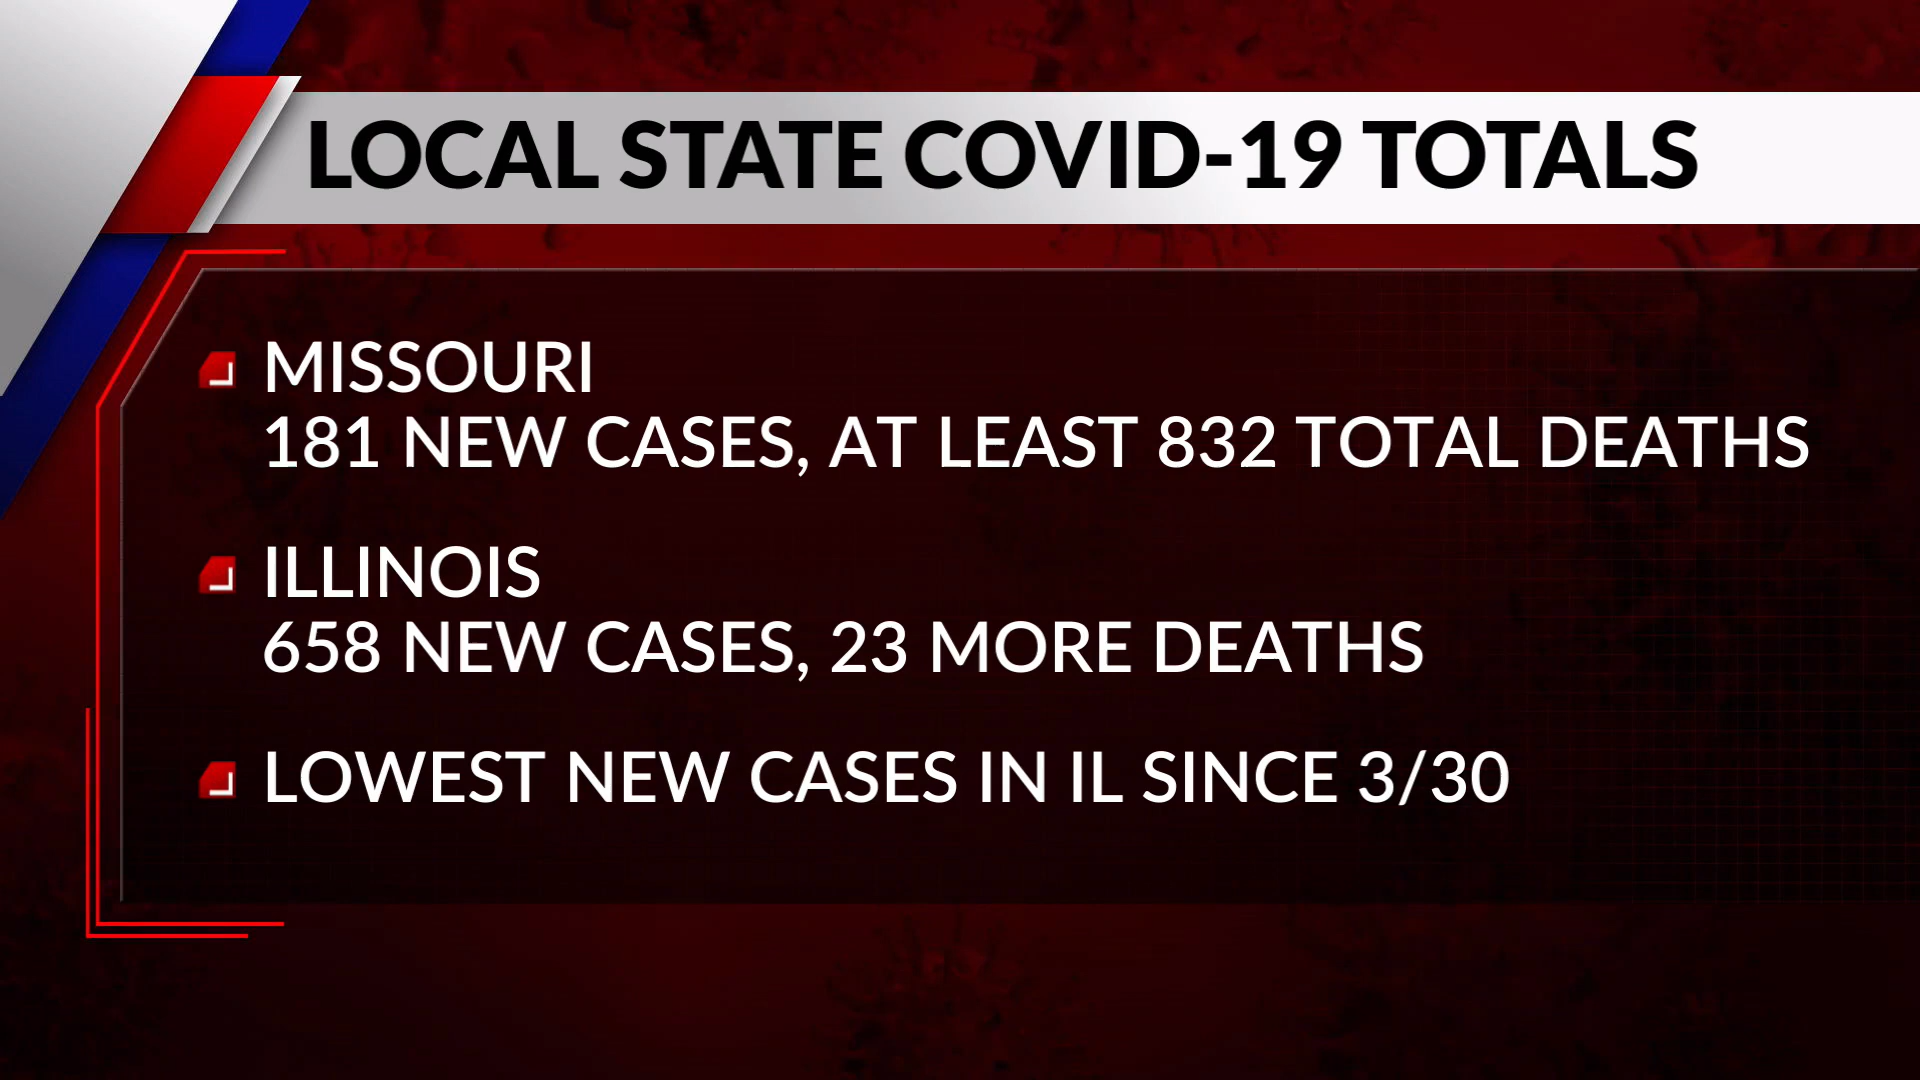 LOCAL STATE COVID-19 TOTALS
MISSOURI
181 NEW CASES, AT LEAST 832 TOTAL DEATHS
ILLINOIS
658 NEW CASES, 23 MORE DEATHS
LOWEST NEW CASES IN IL SINCE 3/30